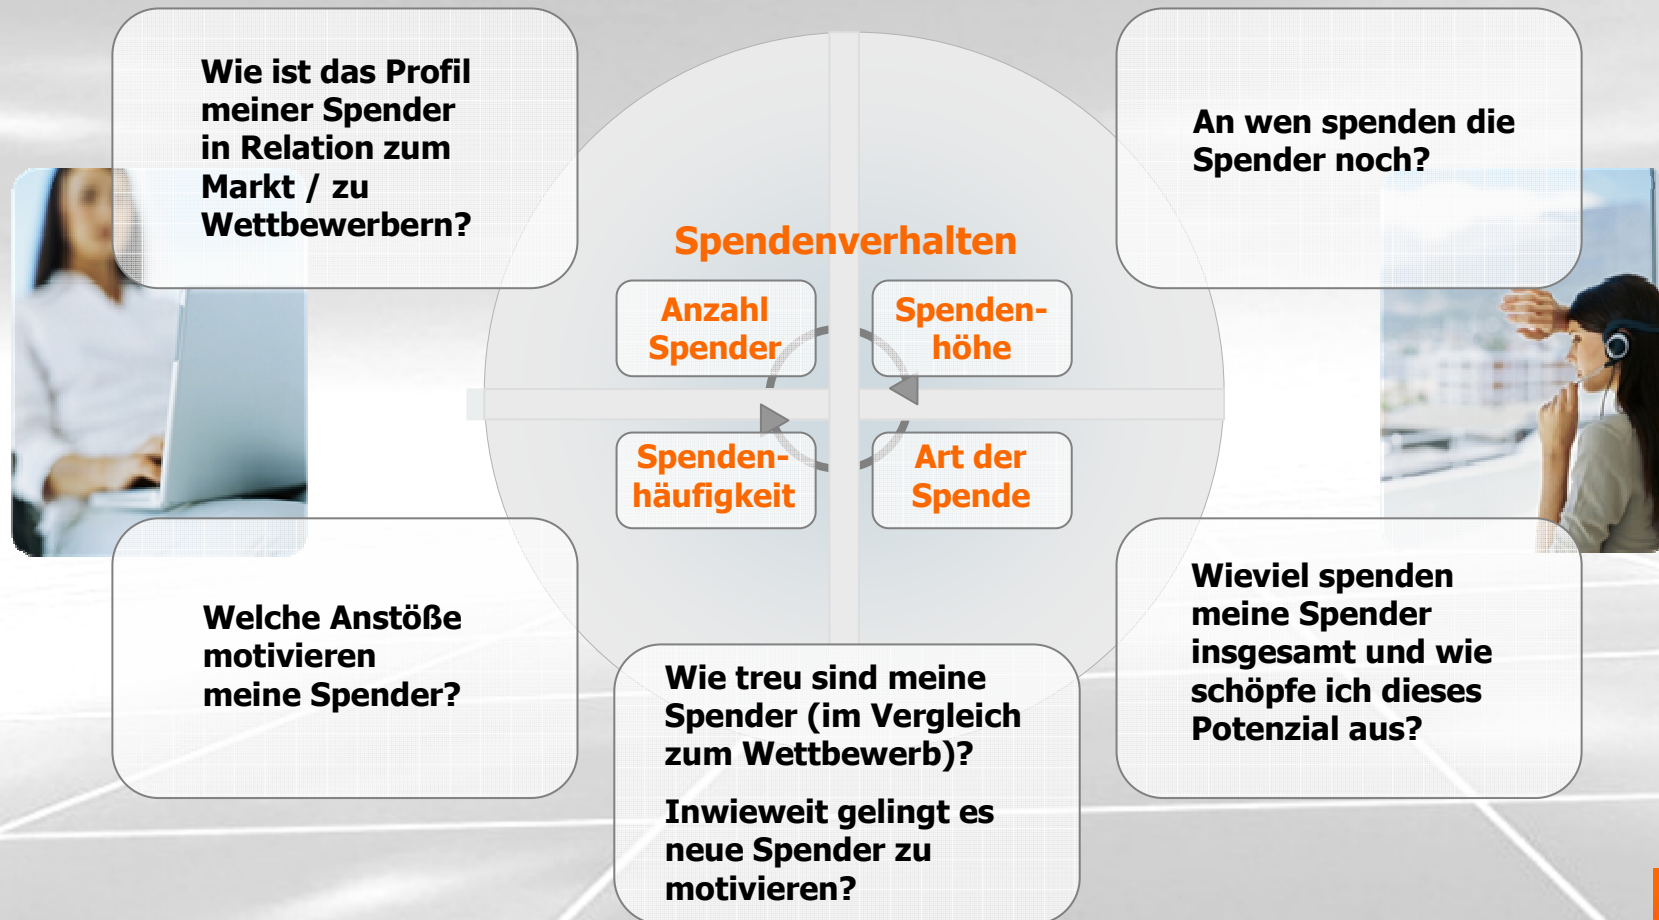 Wie ist das Profil
meiner Spender
in Relation zum
Markt / zu
Wettbewerbern?
An wen spenden die
Spender noch?
Spendenverhalten
Anzahl
Spender
Spenden-
höhe
Spenden-
häufigkeit
Art der
Spende
Welche Anstöße
motivieren
meine Spender?
Wie treu sind meine
Spender (im Vergleich
zum Wettbewerb)?
Inwieweit gelingt es
neue Spender zu
motivieren?
Wieviel spenden
meine Spender
insgesamt und wie
schöpfe ich dieses
Potenzial aus?